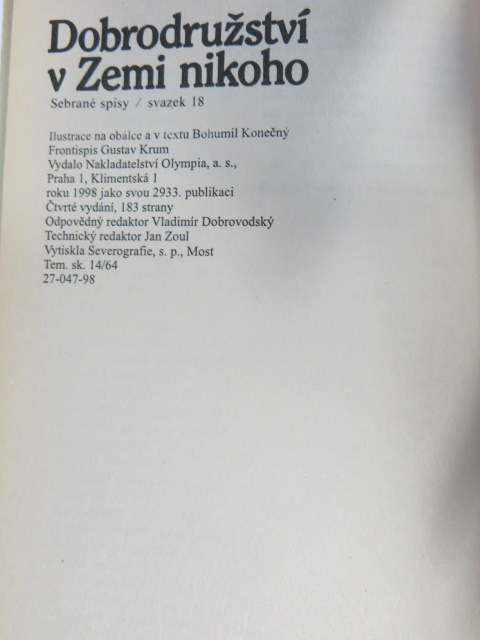 Dobrodružství
v Zemi nikoho
Sebrané spisy / svazek 18
Ilustrace na obálce a v textu Bohumil Konečný
Frontispis Gustav Krum
Vydalo Nakladatelství Olympia, a. s.,
Praha 1, Klimentská 1
roku 1998 jako svou 2933. publikaci
Čtvrté vydání, 183 strany
Odpovědný redaktor Vladimír Dobrovodský
Technický redaktor Jan Zoul
Vytiskla Severografie, s. p., Most
Tem. sk. 14/64
27-047-98